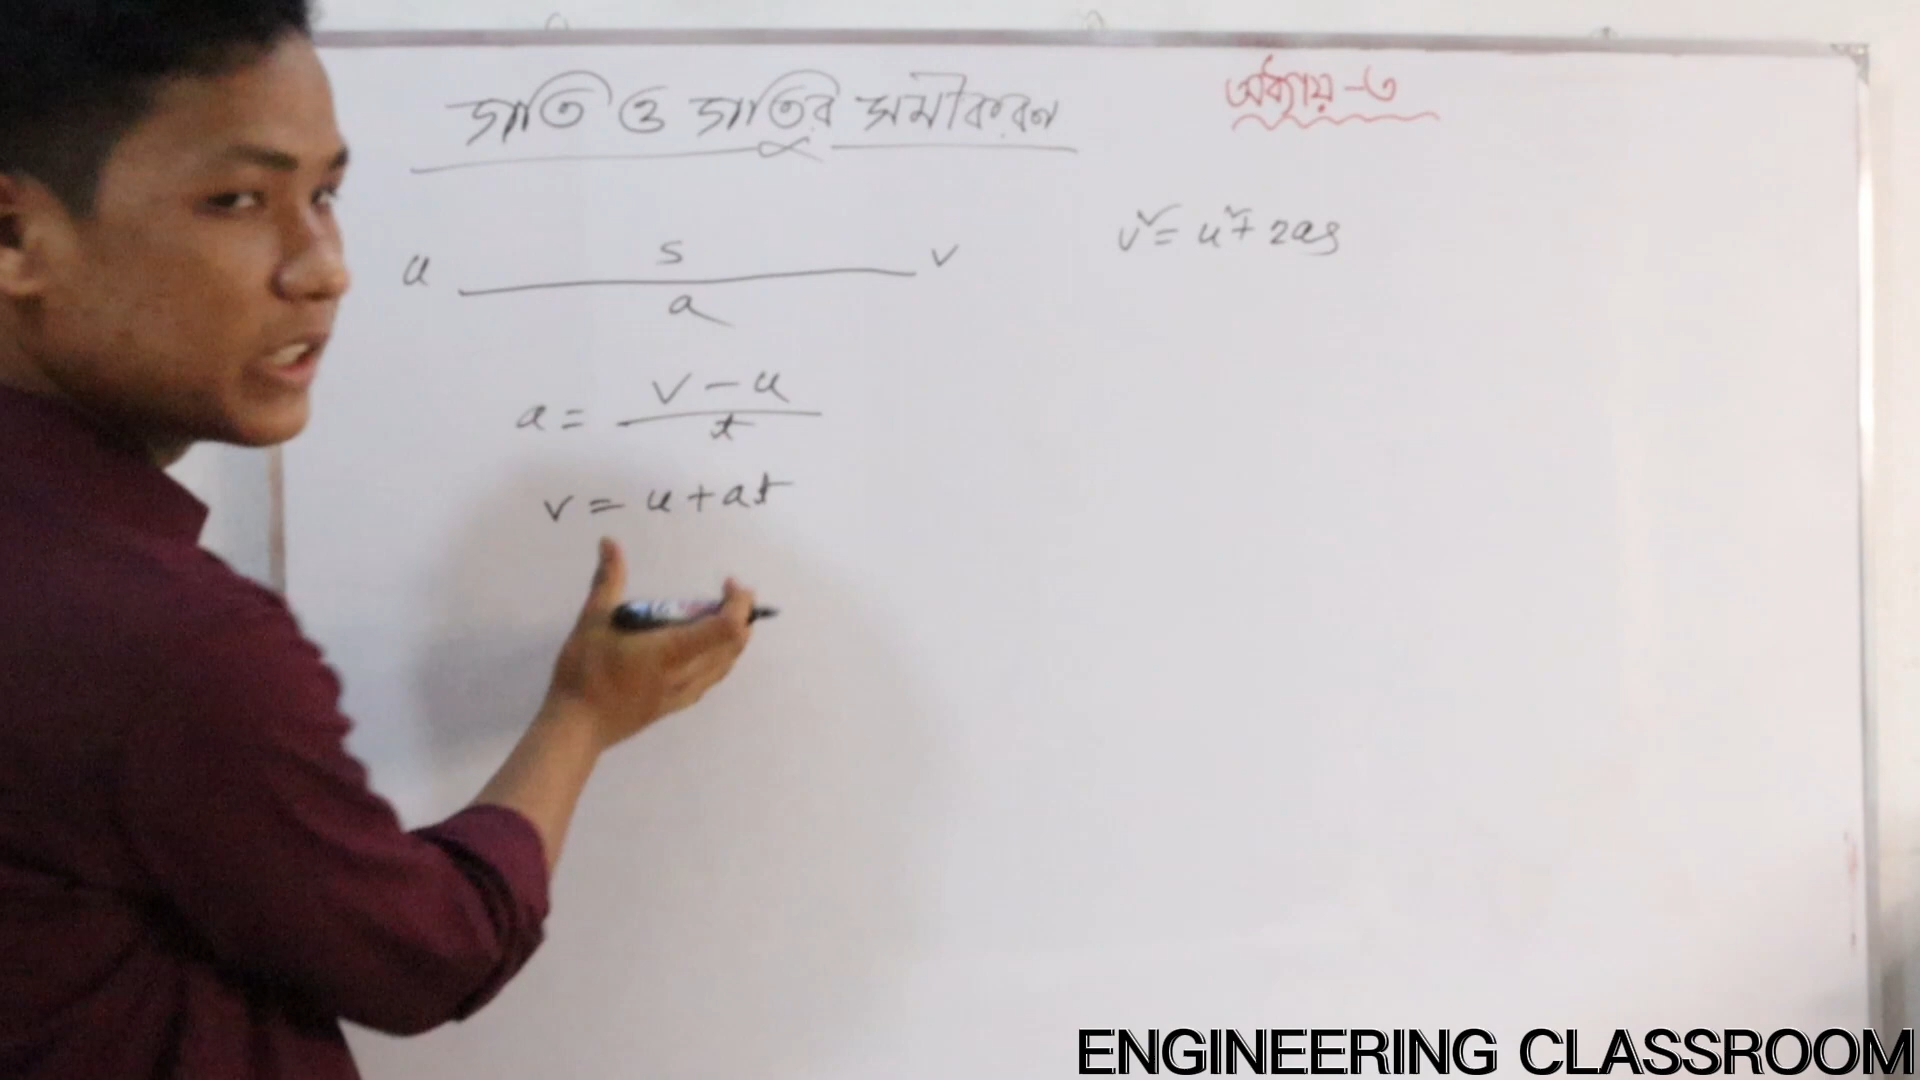 গতি ও গতির সমীকরণ
অধ্যায়-৩
u s v
a
v² = u² + 2as
a = (v - u) / t
v = u + at
ENGINEERING CLASSROOM